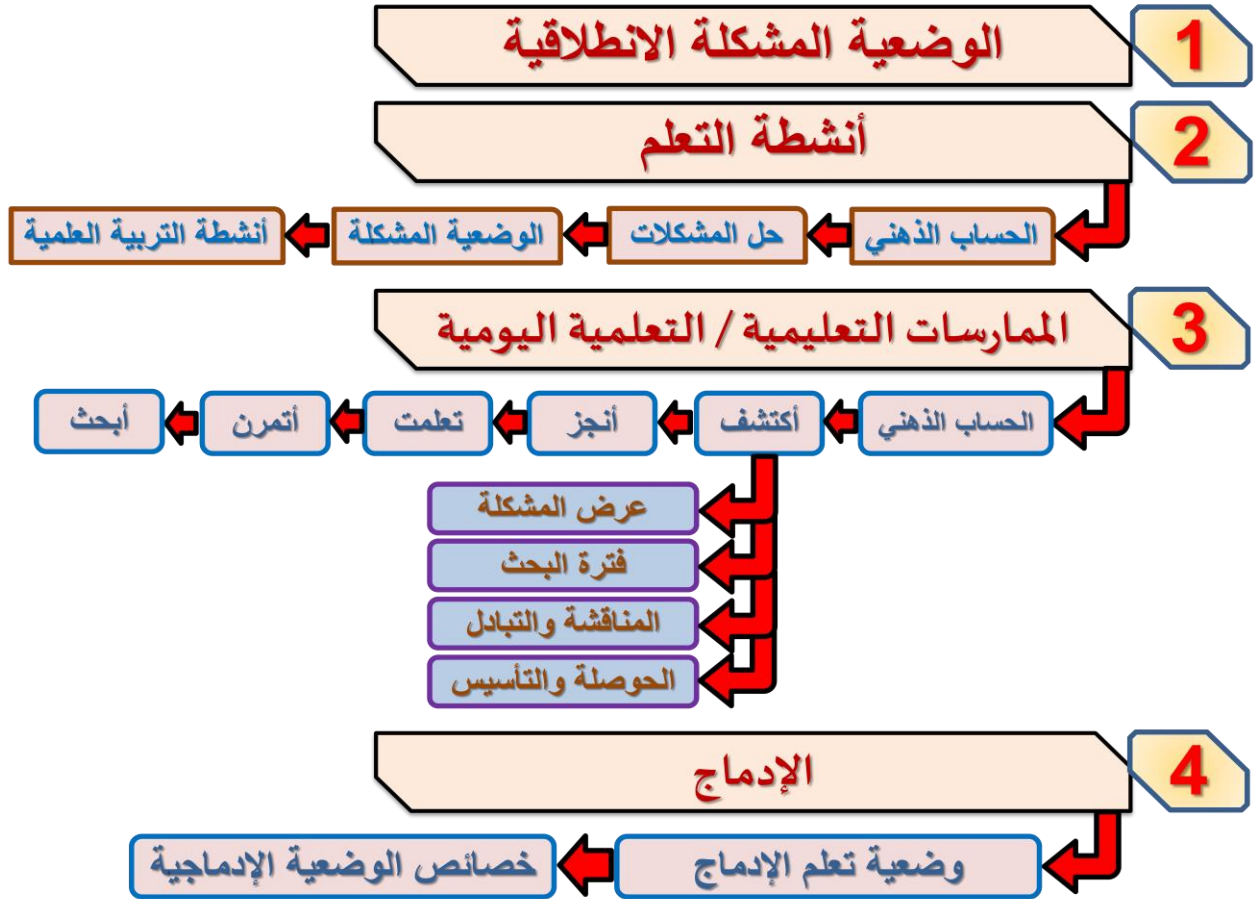 1
الوضعية المشكلة الانطلاقية
2
أنشطة التعلم
الحساب الذهني
حل المشكلات
الوضعية المشكلة
أنشطة التربية العلمية
3
الممارسات التعليمية / التعلمية اليومية
الحساب الذهني
أكتشف
أنجز
تعلمت
أتمرن
أبحث
عرض المشكلة
فترة البحث
المناقشة والتبادل
الحوصلة والتأسيس
4
الإدماج
وضعية تعلم الإدماج
خصائص الوضعية الإدماجية